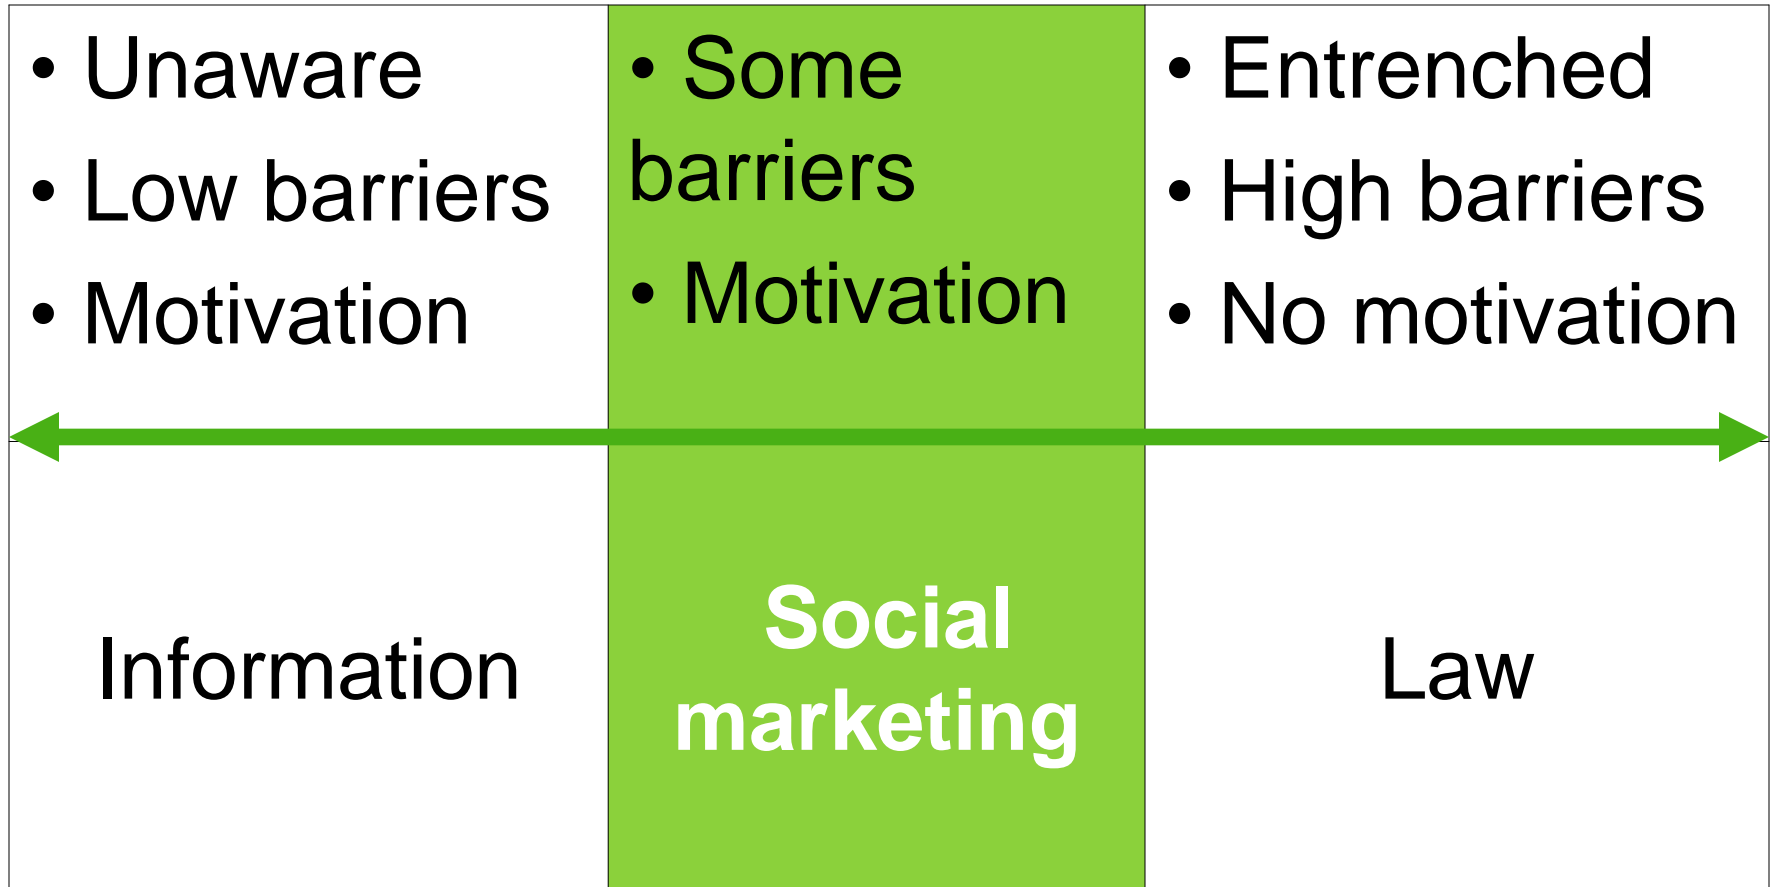 • Unaware
• Low barriers
• Motivation
• Some
barriers
• Motivation
• Entrenched
• High barriers
• No motivation
Information
Social
marketing
Law